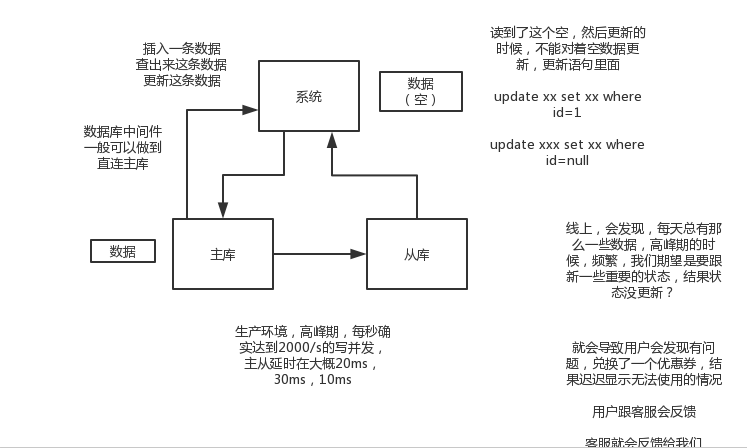 插入一条数据
查出来这条数据
更新这条数据
系统
数据
（空）
读到了这个空，然后更新的
时候，不能对着空数据更
新，更新语句里面
update xx set xx where
id=1
update xxx set xx where
id=null
数据库中间件
一般可以做到
直连主库
数据
主库
从库
线上，会发现，每天总有那
么一些数据，高峰期的时
候，频繁，我们期望是要跟
新一些重要的状态，结果状
态没更新？
生产环境，高峰期，每秒确
实达到2000/s的写并发，
主从延时在大概20ms，
30ms，10ms
就会导致用户会发现有问
题，兑换了一个优惠券，结
果迟迟显示无法使用的情况
用户跟客服会反馈
客服就会反馈给我们